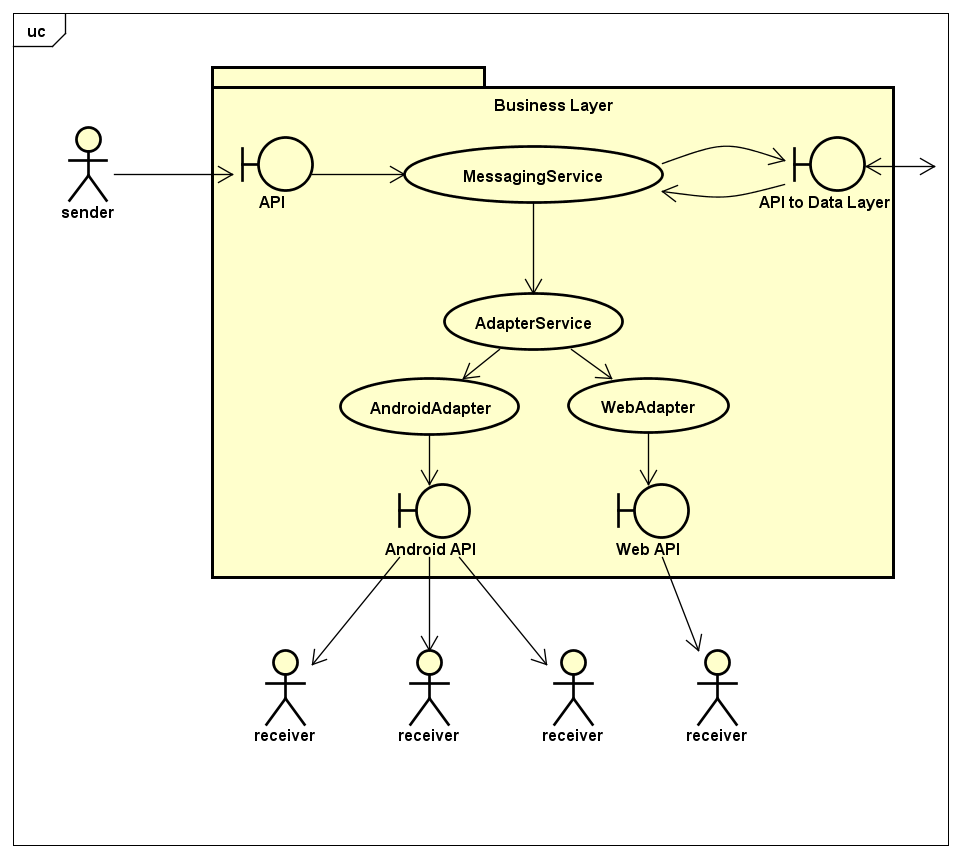 uc
Business Layer
sender
API
MessagingService
API to Data Layer
AdapterService
AndroidAdapter
WebAdapter
Android API
Web API
receiver
receiver
receiver
receiver